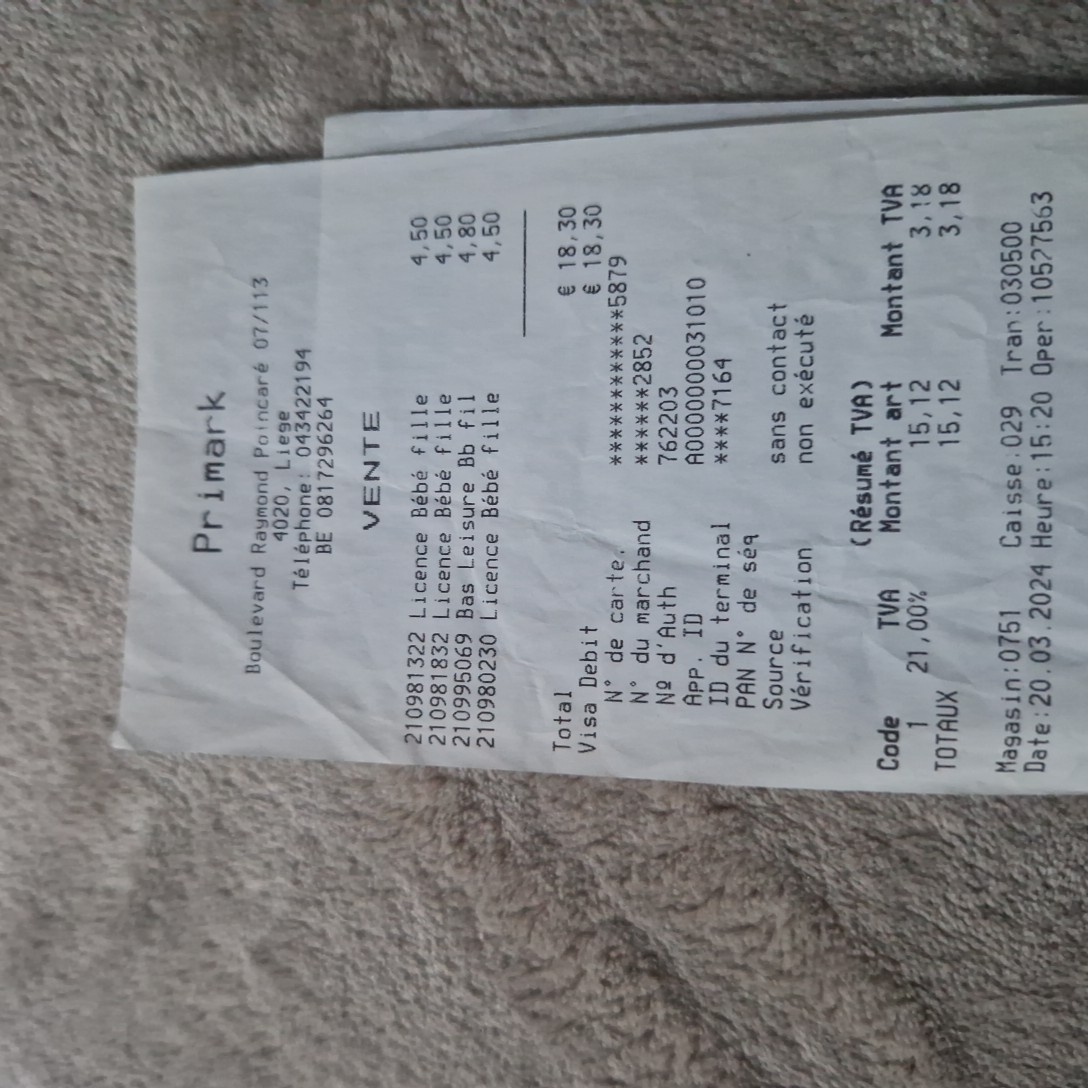 Primark
Boulevard Raymond Poincaré 07/113
4020, Liege
Téléphone: 043422194
BE 0817296264
VENTE
210981322 Licence Bébé fille 4,50
210981832 Licence Bébé fille 4,50
210995069 Bas Leisure Bb fil 4,80
210980230 Licence Bébé fille 4,50
Total € 18,30
Visa Debit € 18,30
N° de carte. ************5879
N° du marchand ******2852
Nº d'Auth 762203
App. ID A0000000031010
ID du terminal ****7164
PAN N° de séq
Source sans contact
Vérification non exécuté
(Résumé TVA)
Code TVA Montant art Montant TVA
1 21,00% 15,12 3,18
TOTAUX 15,12 3,18
Magasin:0751 Caisse:029 Tran:030500
Date:20.03.2024 Heure:15:20 Oper:10527563